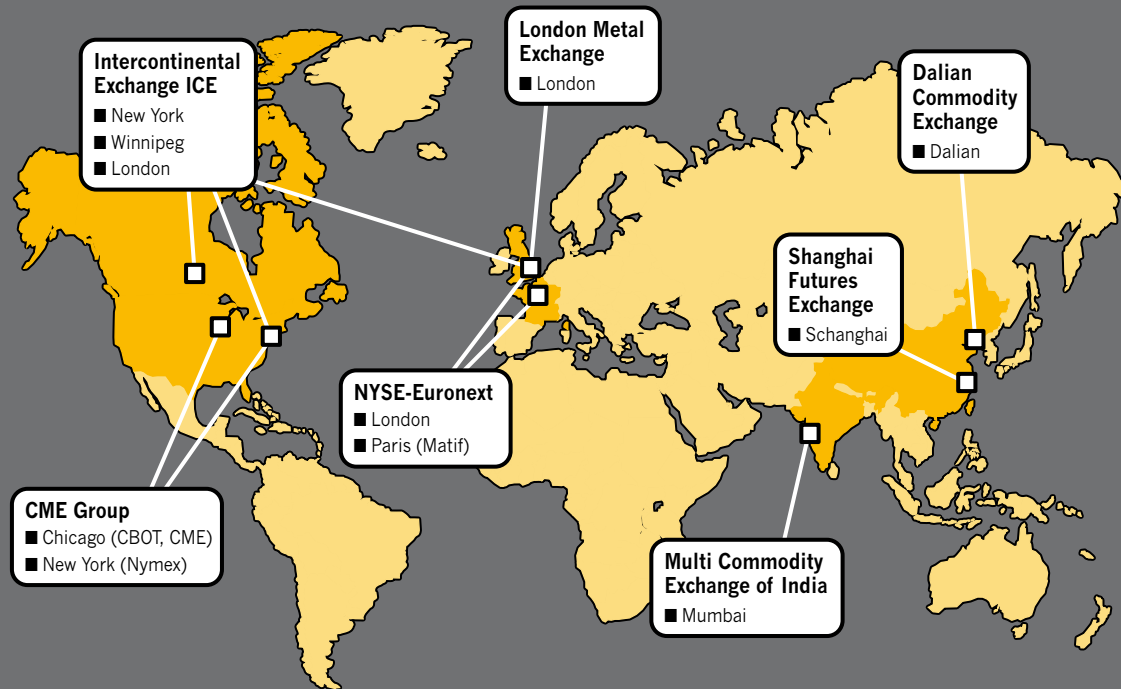 Intercontinental
Exchange ICE
■ New York
■ Winnipeg
■ London
London Metal
Exchange
■ London
Dalian
Commodity
Exchange
■ Dalian
Shanghai
Futures
Exchange
■ Schanghai
NYSE-Euronext
■ London
■ Paris (Matif)
CME Group
■ Chicago (CBOT, CME)
■ New York (Nymex)
Multi Commodity
Exchange of India
■ Mumbai